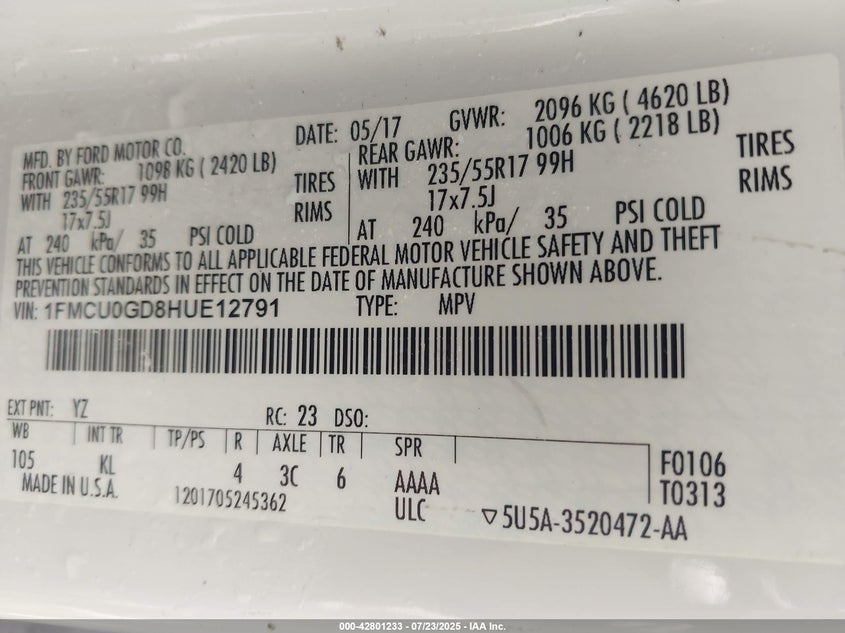 MFD. BY FORD MOTOR CO.
DATE: 05/17 GVWR: 2096 KG ( 4620 LB)
FRONT GAWR: 1098 KG ( 2420 LB)
WITH 235/55R17 99H TIRES
17x7.5J RIMS
AT 240 kPa/ 35 PSI COLD
REAR GAWR: 1006 KG ( 2218 LB)
WITH 235/55R17 99H TIRES
17x7.5J RIMS
AT 240 kPa/ 35 PSI COLD
THIS VEHICLE CONFORMS TO ALL APPLICABLE FEDERAL MOTOR VEHICLE SAFETY AND THEFT
PREVENTION STANDARDS IN EFFECT ON THE DATE OF MANUFACTURE SHOWN ABOVE.
VIN: 1FMCU0GD8HUE12791 TYPE: MPV
EXT PNT: YZ RC: 23 DSO:
WB INT TR TP/PS R AXLE TR SPR
105 KL 4 3C 6 AAAA F0106
MADE IN U.S.A. 1201705245362 ULC T0313
▽5U5A-3520472-AA
000-42801233 - 07/23/2025 - IAA Inc.